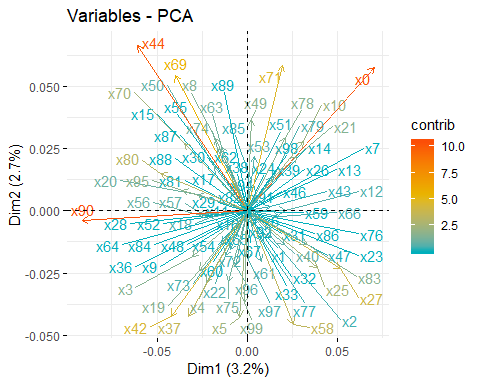 Variables - PCA
x44
x69
x71
x0
x70
x50
x8
x89
x49
x78
x10
contrib
x15
x55
x63
x51
x79
x21
x87
x74
x85
x53
x98
x14
x7
10.0
x80
x88
x30
x62
x38
x24
x39
x26
x13
7.5
x20
x95
x81
x17
x46
x43
x12
5.0
x90
x56
x57
x29
x59
x66
2.5
x28
x52
x18
x31
x86
x76
x64
x84
x48
x54
x1
x40
x47
x23
x36
x9
x60
x61
x32
x83
x3
x73
x22
x96
x33
x25
x27
x19
x4
x75
x97
x77
x2
x42
x37
x5
x99
x58
0.050
0.025
0.000
-0.025
-0.050
Dim2 (2.7%)
-0.05
0.00
0.05
Dim1 (3.2%)